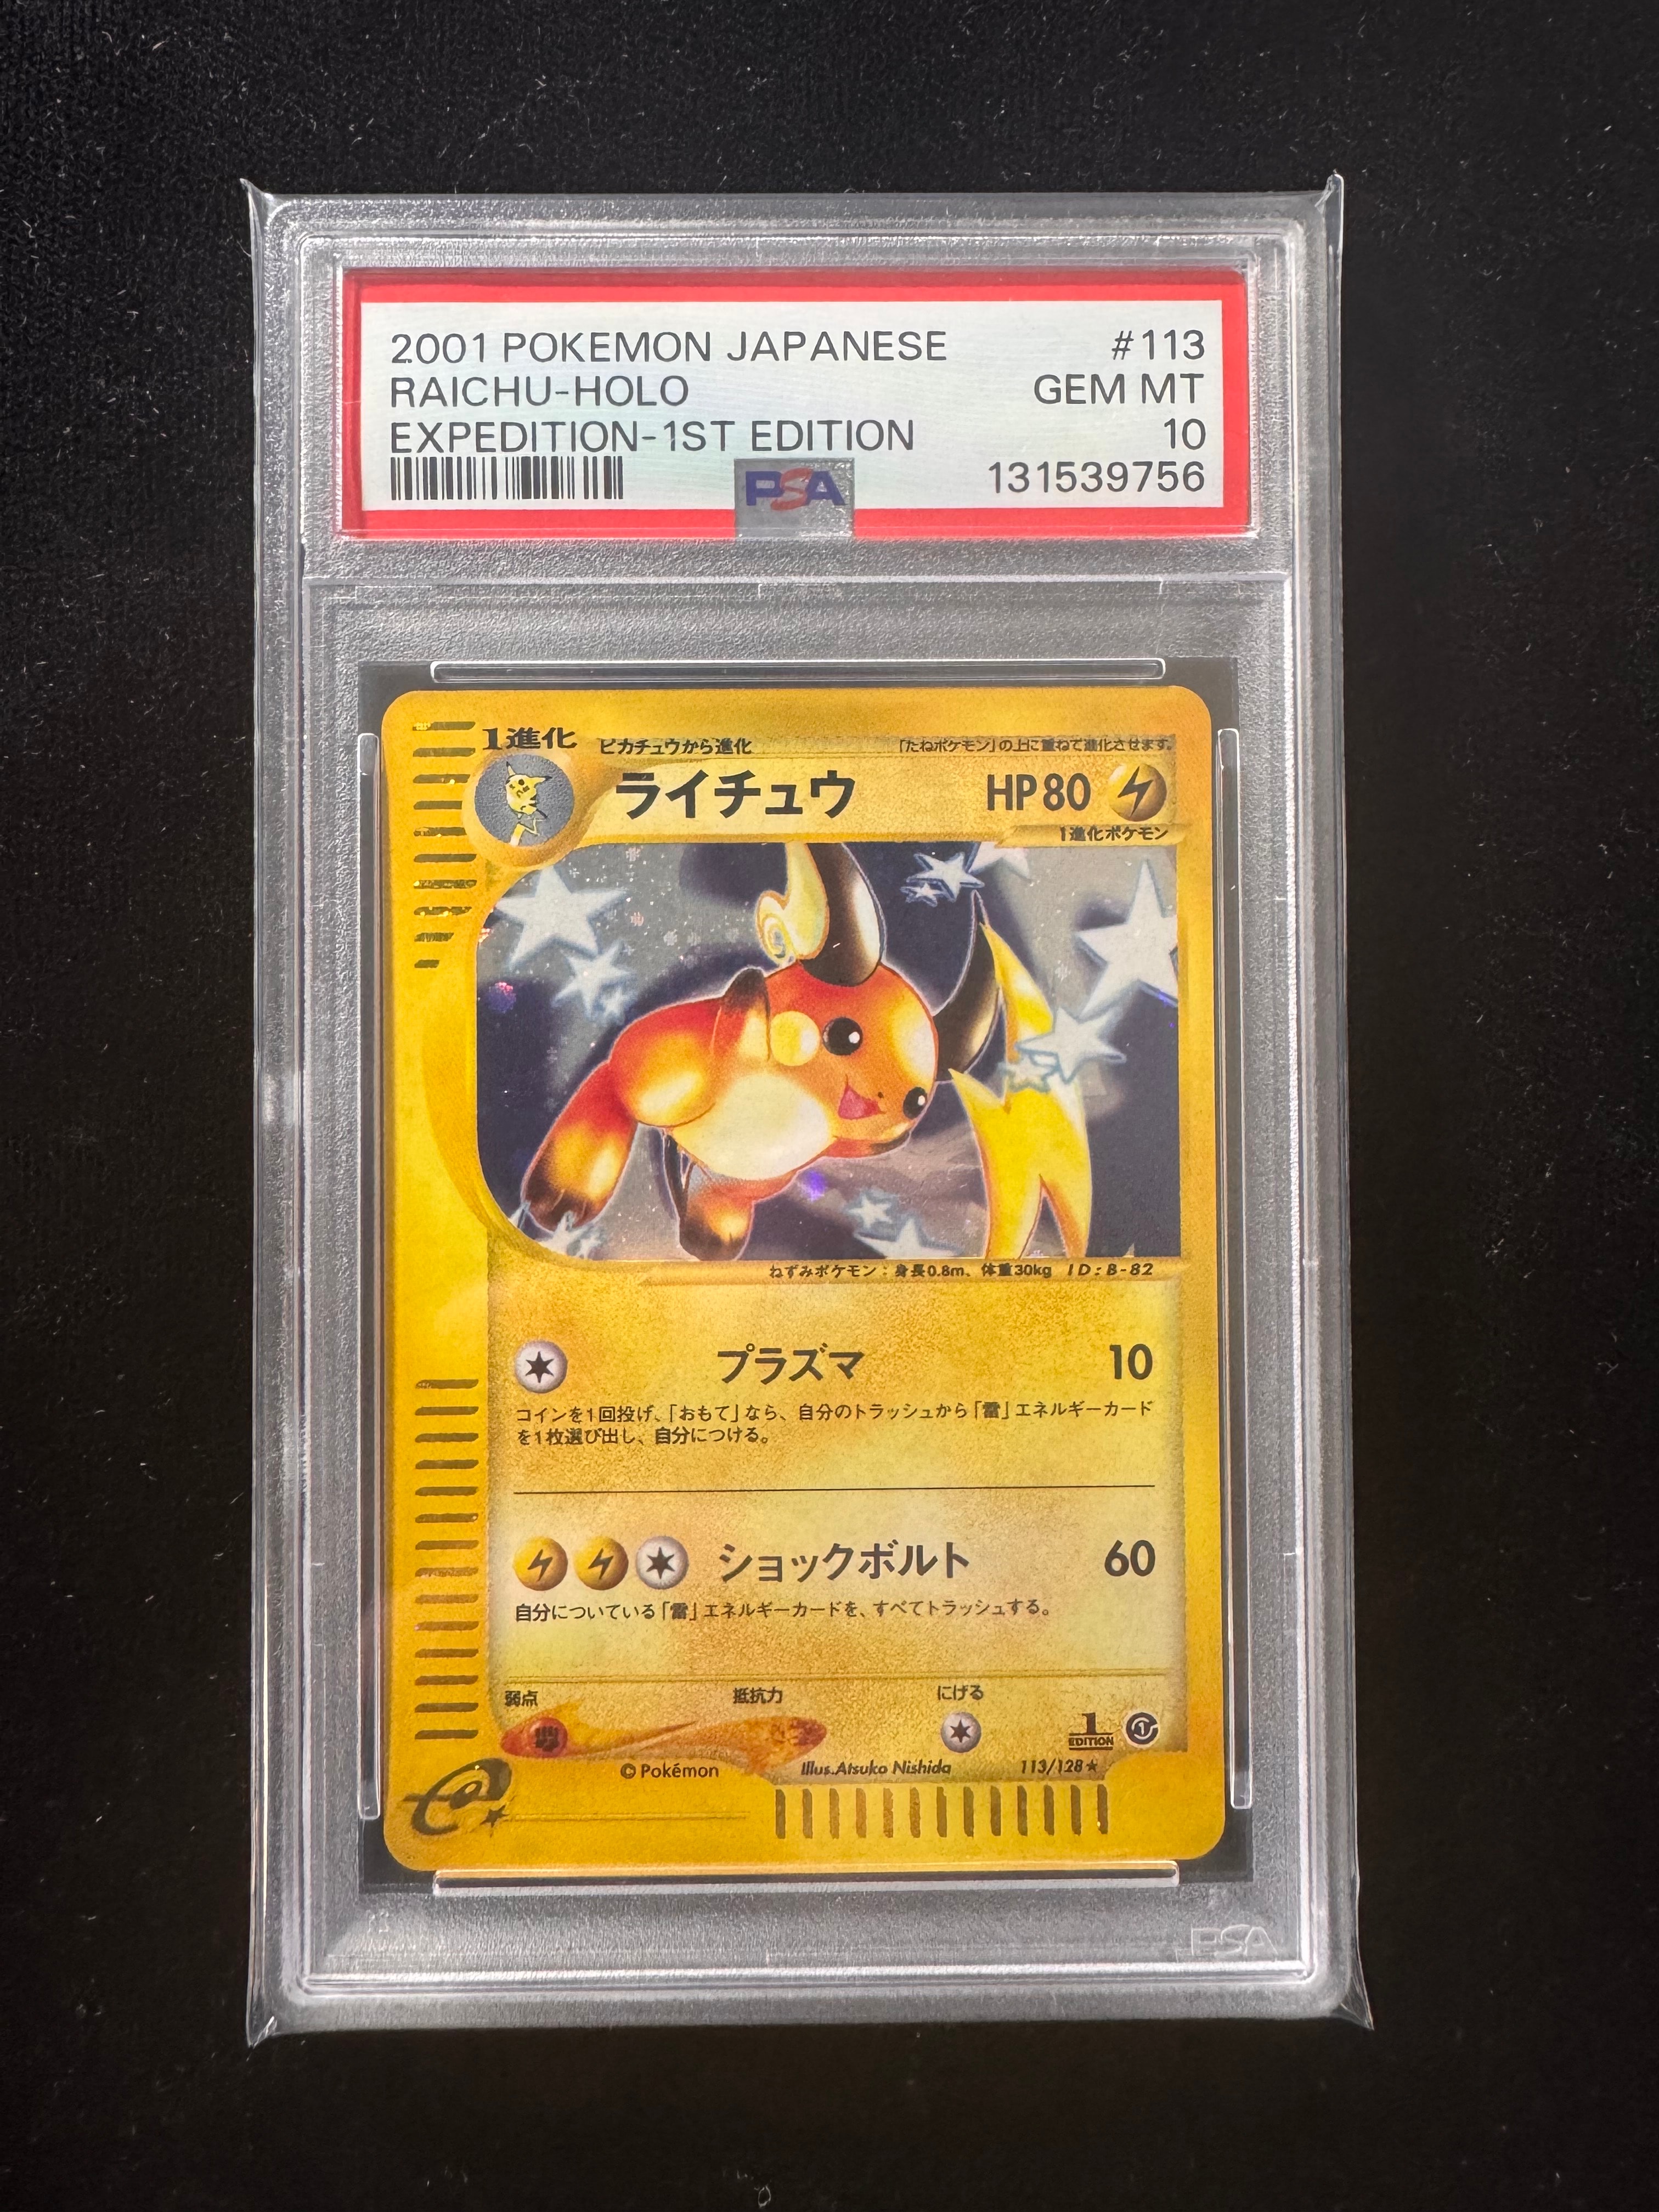 2001 POKEMON JAPANESE #113
RAICHU-HOLO GEM MT
EXPEDITION-1ST EDITION 10
PSA 131539756
1進化 ピカチュウから進化 「たねポケモン」の上に重ねて進化させます。
ライチュウ HP80
1進化ポケモン
ねずみポケモン：身長0.8m、体重30kg ID:B-82
プラズマ 10
コインを1回投げ、「おもて」なら、自分のトラッシュから「雷」エネルギーカード
を1枚選び出し、自分につける。
ショックボルト 60
自分についている「雷」エネルギーカードを、すべてトラッシュする。
弱点 抵抗力 にげる
1 EDITION 1
©Pokémon Illus.Atsuko Nishida 113/128★
e
PSA